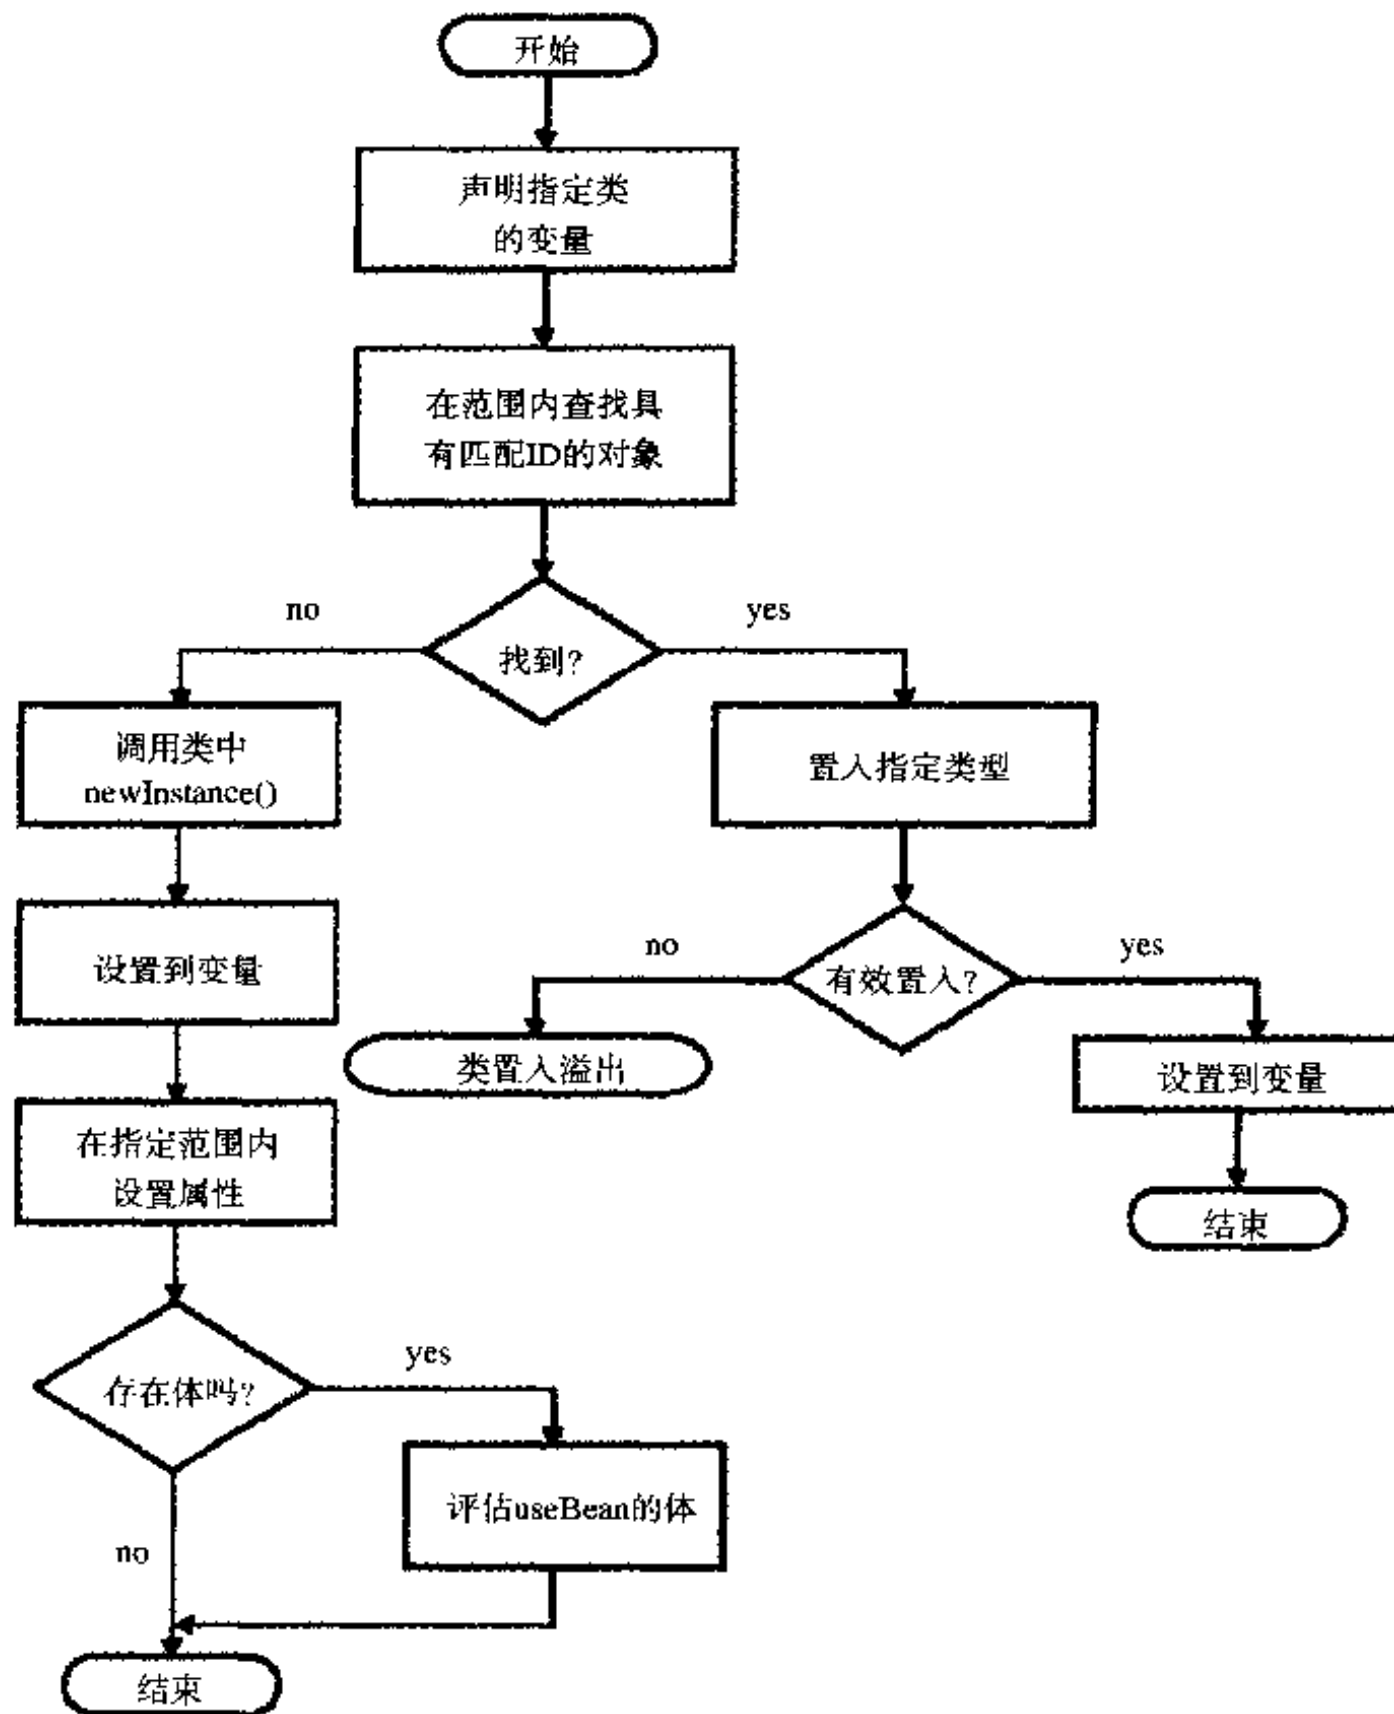 开始
声明指定类
的变量
在范围内查找具
有匹配ID的对象
no
yes
找到?
调用类中
newInstance()
置入指定类型
设置到变量
no
yes
有效置入?
类置入溢出
设置到变量
在指定范围内
设置属性
结束
yes
存在体吗?
评估useBean的体
no
结束